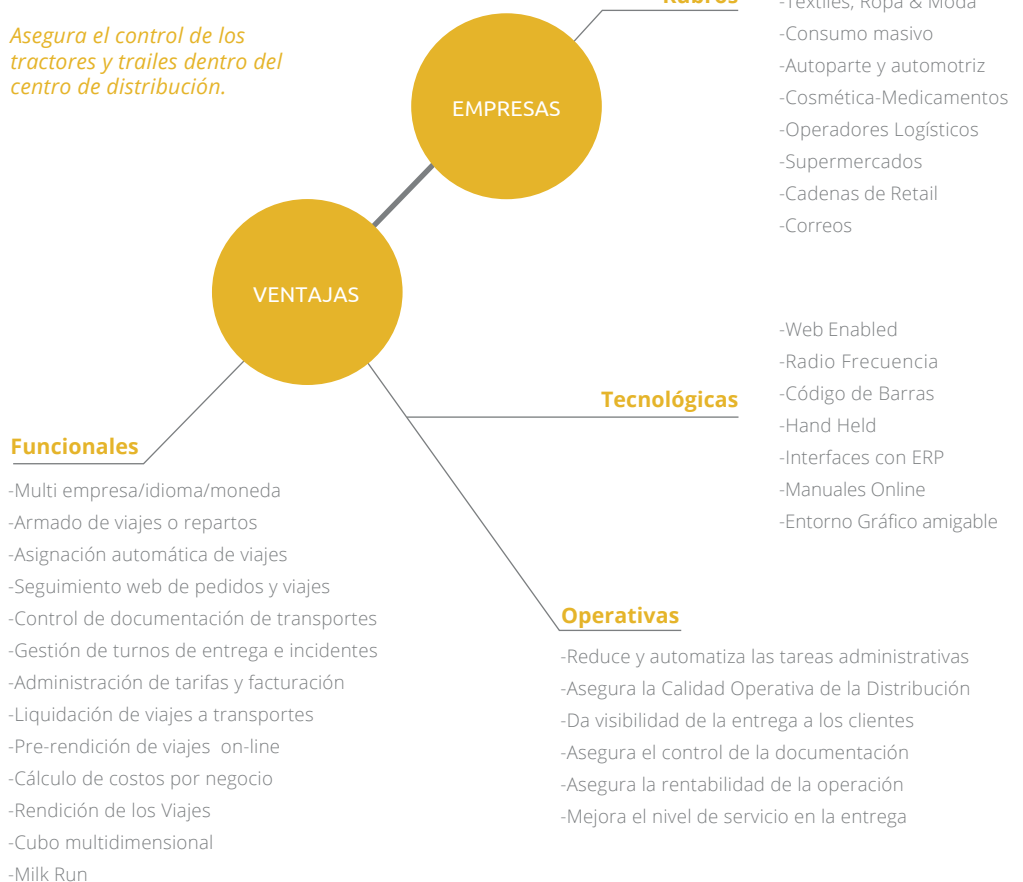 Rubros
-Textiles, Ropa & Moda
-Consumo masivo
-Autoparte y automotriz
-Cosmética-Medicamentos
-Operadores Logísticos
-Supermercados
-Cadenas de Retail
-Correos
Asegura el control de los
tractores y trailes dentro del
centro de distribución.
EMPRESAS
VENTAJAS
Tecnológicas
-Web Enabled
-Radio Frecuencia
-Código de Barras
-Hand Held
-Interfaces con ERP
-Manuales Online
-Entorno Gráfico amigable
Funcionales
-Multi empresa/idioma/moneda
-Armado de viajes o repartos
-Asignación automática de viajes
-Seguimiento web de pedidos y viajes
-Control de documentación de transportes
-Gestión de turnos de entrega e incidentes
-Administración de tarifas y facturación
-Liquidación de viajes a transportes
-Pre-rendición de viajes  on-line
-Cálculo de costos por negocio
-Rendición de los Viajes
-Cubo multidimensional
-Milk Run
Operativas
-Reduce y automatiza las tareas administrativas
-Asegura la Calidad Operativa de la Distribución
-Da visibilidad de la entrega a los clientes
-Asegura el control de la documentación
-Asegura la rentabilidad de la operación
-Mejora el nivel de servicio en la entrega